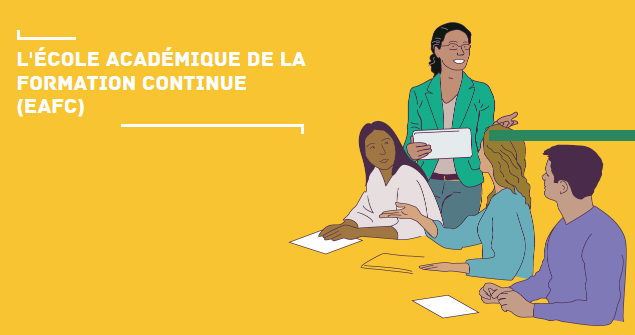 L'ÉCOLE ACADÉMIQUE DE LA
FORMATION CONTINUE
(EAFC)